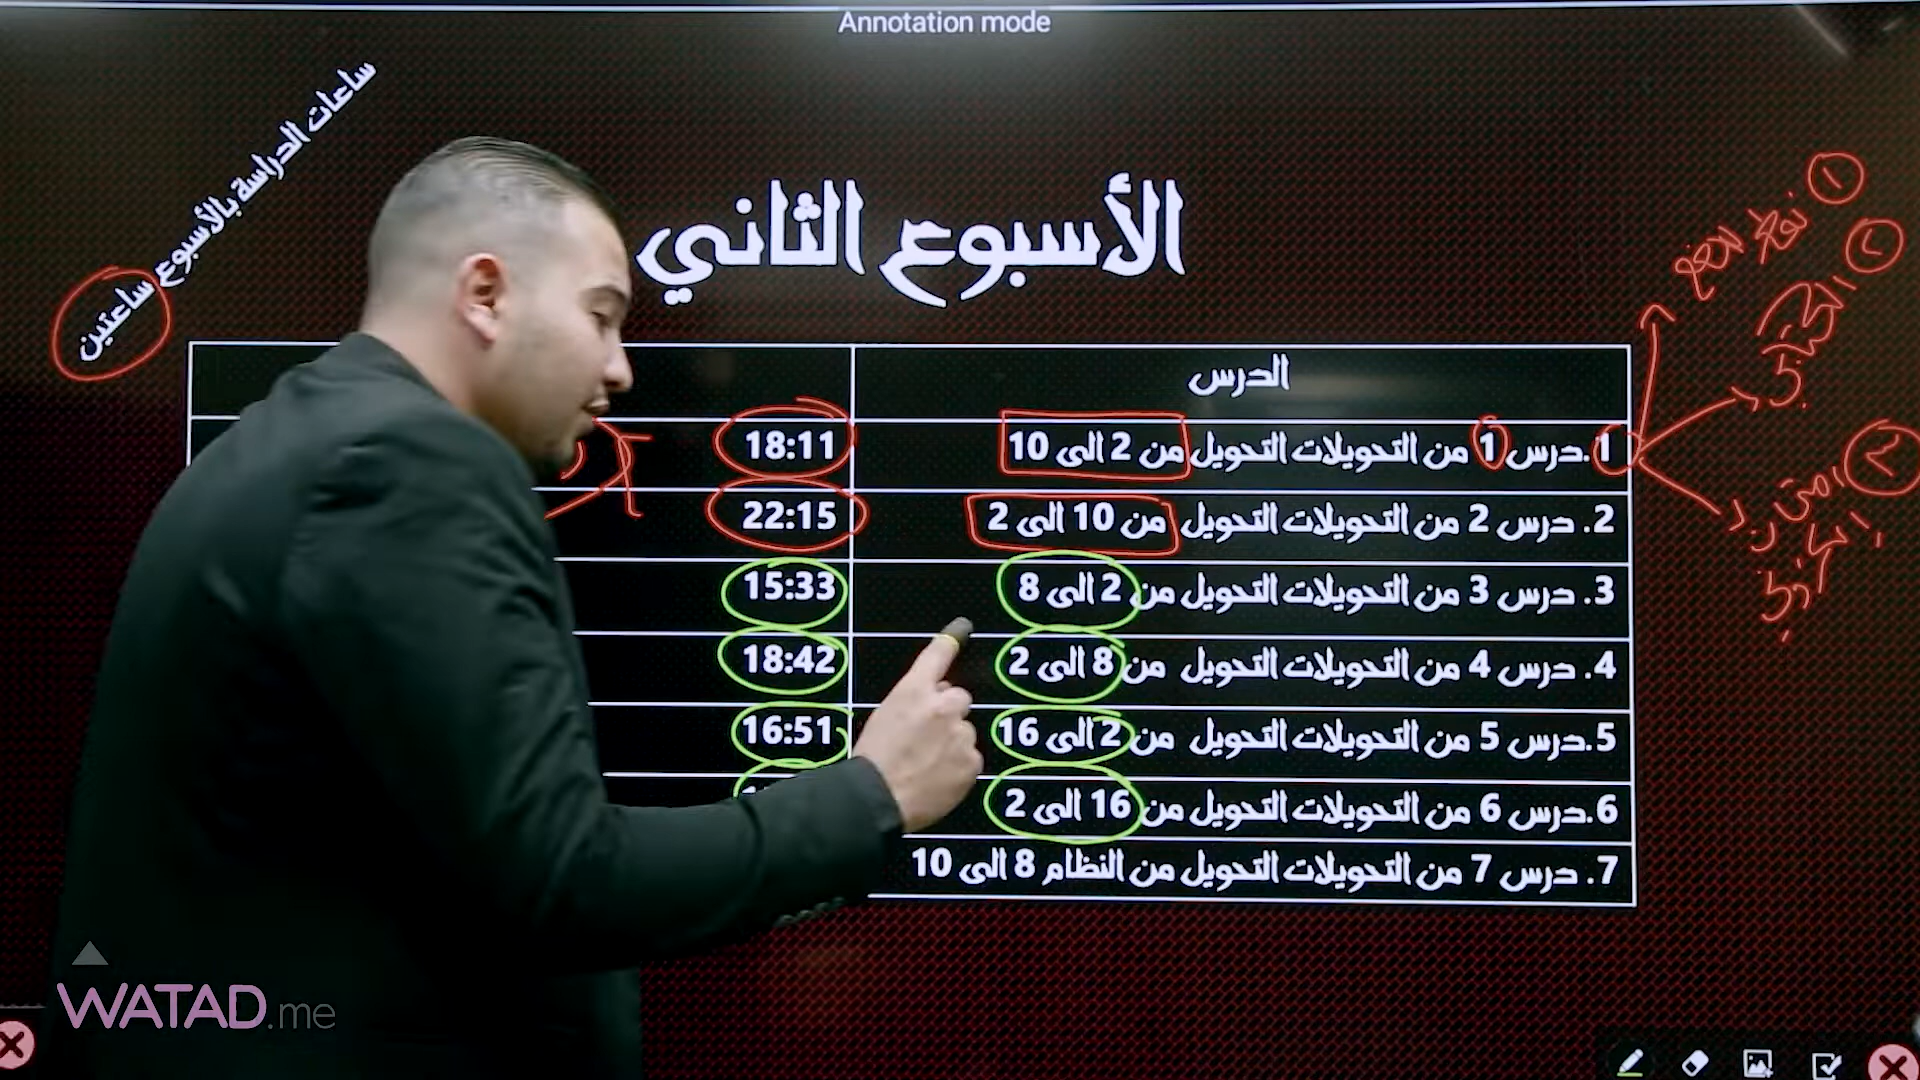 Annotation mode
ساعات الدراسة بالأسبوع ساعتين
الأسبوع الثاني
الدرس
1.درس 1 من التحويلات التحويل من 2 الى 10
18:11
2. درس 2 من التحويلات التحويل من 10 الى 2
22:15
3. درس 3 من التحويلات التحويل من 2 الى 8
15:33
4. درس 4 من التحويلات التحويل من 8 الى 2
18:42
5.درس 5 من التحويلات التحويل من 2 الى 16
16:51
6.درس 6 من التحويلات التحويل من 16 الى 2
7. درس 7 من التحويلات التحويل من النظام 8 الى 10
WATAD.me